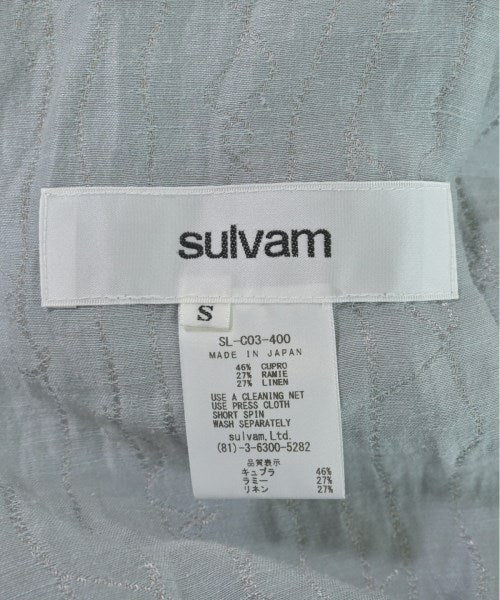 sulvam
S
SL-C03-400
MADE IN JAPAN
46% CUPRO
27% RAMIE
27% LINEN
USE A CLEANING NET
USE PRESS CLOTH
SHORT SPIN
WASH SEPARATELY
sulvam,Ltd.
(81)-3-6300-5282
品質表示
キュプラ 46%
ラミー 27%
リネン 27%